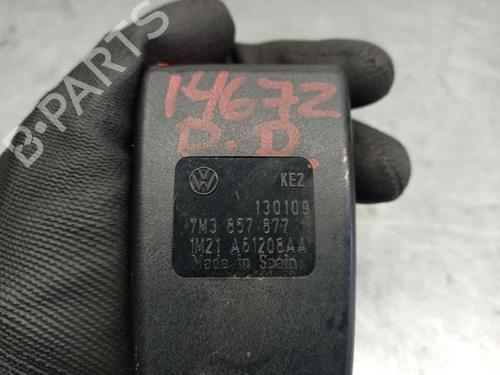 14672
D.D.
KEZ
130109
7M3 857 877
1M21 A61208AA
Made in Spain
B-PARTS